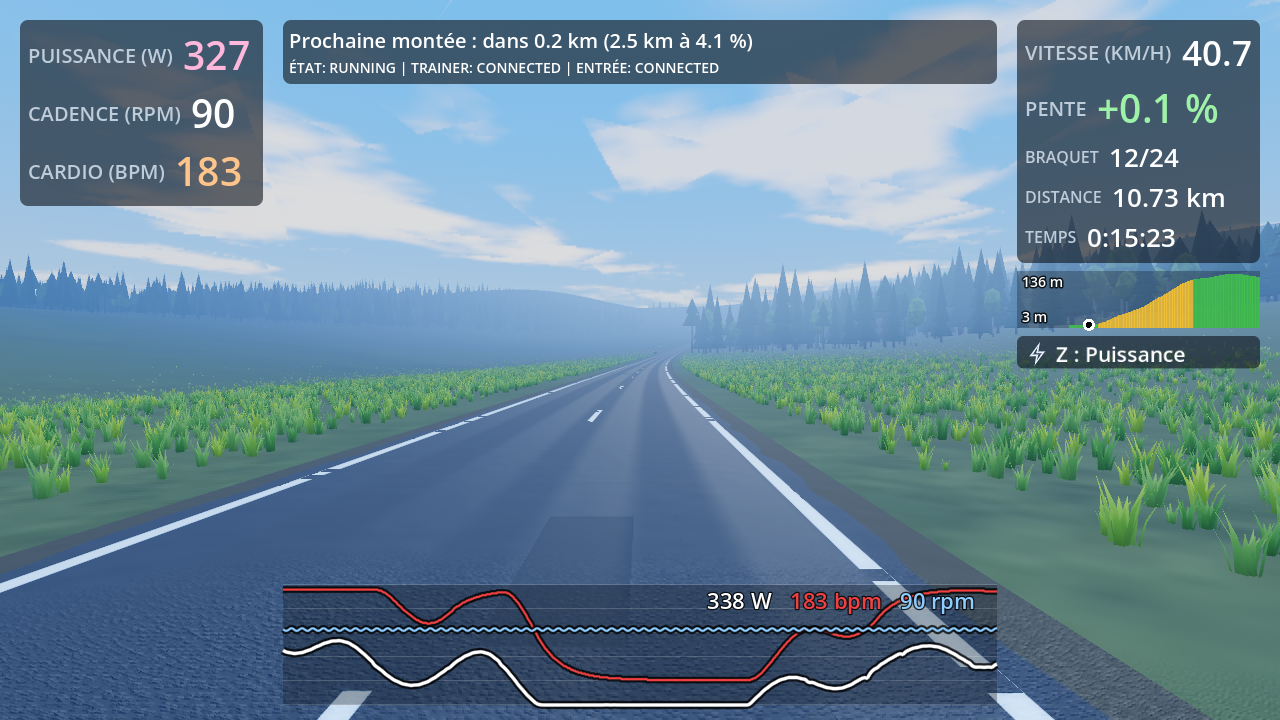 PUISSANCE (W) 327
CADENCE (RPM) 90
CARDIO (BPM) 183
Prochaine montée : dans 0.2 km (2.5 km à 4.1 %)
ÉTAT: RUNNING | TRAINER: CONNECTED | ENTRÉE: CONNECTED
VITESSE (KM/H) 40.7
PENTE +0.1 %
BRAQUET 12/24
DISTANCE 10.73 km
TEMPS 0:15:23
136 m
3 m
Z : Puissance
338 W 183 bpm 90 rpm